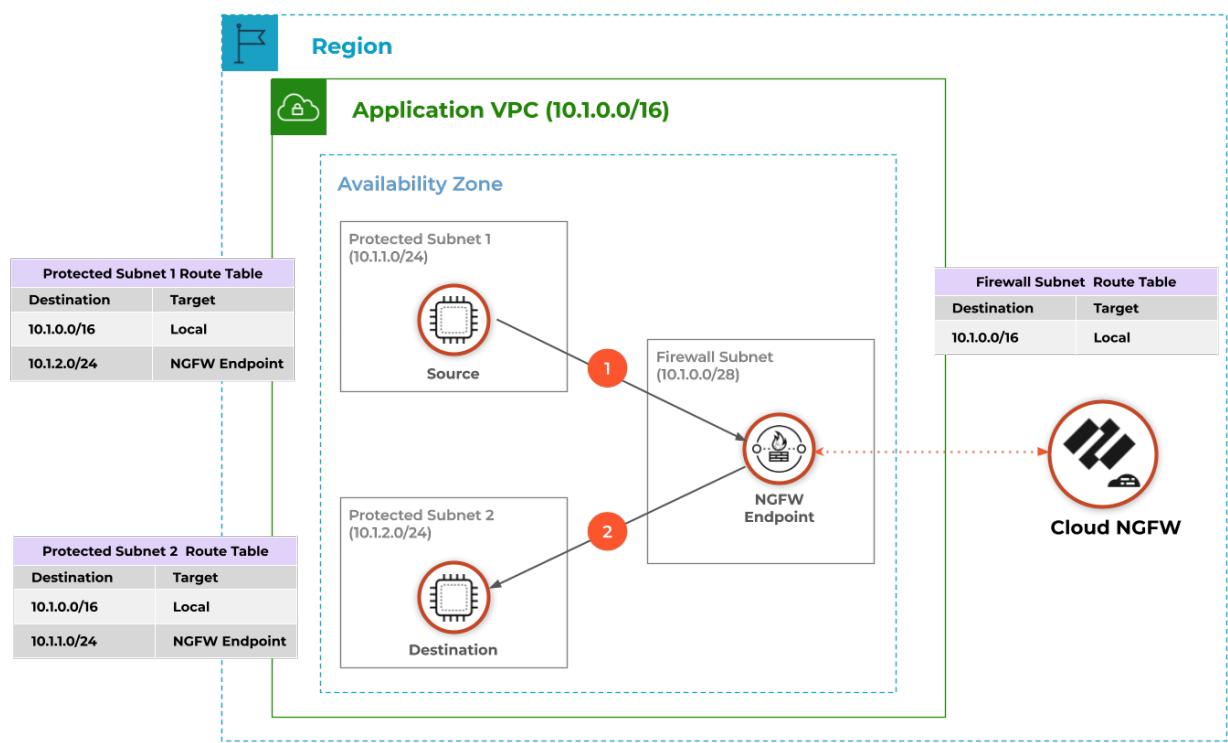 Region
Application VPC (10.1.0.0/16)
Availability Zone
Protected Subnet 1
(10.1.1.0/24)
Source
1
Protected Subnet 1 Route Table
Destination Target
10.1.0.0/16 Local
10.1.2.0/24 NGFW Endpoint
Firewall Subnet
(10.1.0.0/28)
NGFW
Endpoint
Firewall Subnet Route Table
Destination Target
10.1.0.0/16 Local
Cloud NGFW
2
Protected Subnet 2
(10.1.2.0/24)
Destination
Protected Subnet 2 Route Table
Destination Target
10.1.0.0/16 Local
10.1.1.0/24 NGFW Endpoint